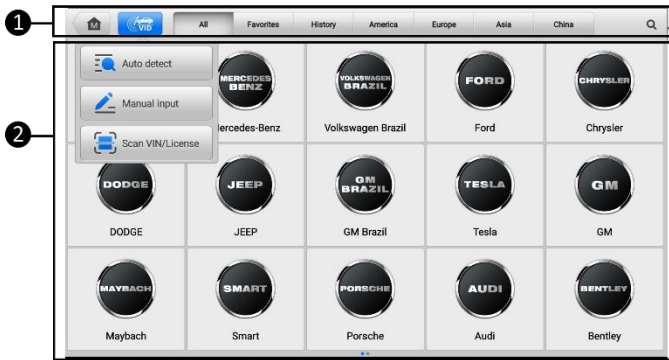 1
M
VID
All
Favorites
History
America
Europe
Asia
China
2
Auto detect
Manual input
Scan VIN/License
MERCEDES
BENZ
VOLKSWAGEN
BRAZIL
FORD
CHRYSLER
Mercedes-Benz
Volkswagen Brazil
Ford
Chrysler
DODGE
JEEP
GM
BRAZIL
TESLA
GM
DODGE
JEEP
GM Brazil
Tesla
GM
MAYBACH
SMART
PORSCHE
AUDI
BENTLEY
Maybach
Smart
Porsche
Audi
Bentley